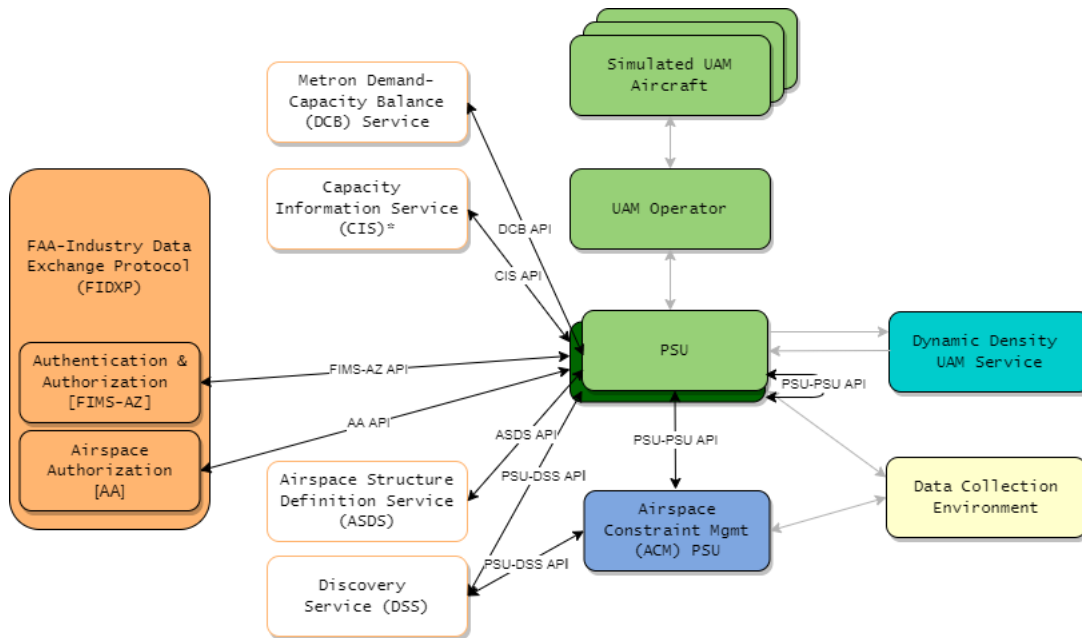 Simulated UAM
Aircraft
Metron Demand-
Capacity Balance
(DCB) Service
Capacity
Information Service
(CIS)*
UAM Operator
DCB API
CIS API
FAA-Industry Data
Exchange Protocol
(FIDXP)
PSU
Dynamic Density
UAM Service
Authentication &
Authorization
[FIMS-AZ]
FIMS-AZ API
PSU-PSU API
AA API
ASDS API
PSU-PSU API
Airspace
Authorization
[AA]
PSU-DSS API
Airspace Structure
Definition Service
(ASDS)
Airspace
Constraint Mgmt
(ACM) PSU
Data Collection
Environment
PSU-DSS API
Discovery
Service (DSS)